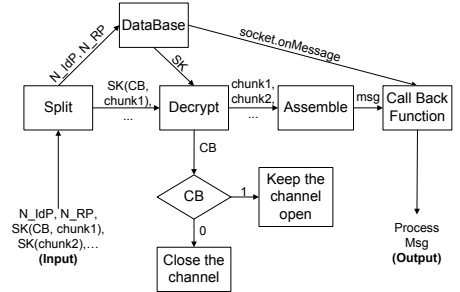 DataBase
N_IdP, N_RP
socket.onMessage
SK
SK(CB,
chunk1),
...
chunk1,
chunk2,
...
msg
Split
Decrypt
Assemble
Call Back
Function
CB
CB
1
Keep the
channel
open
0
Close the
channel
N_IdP, N_RP,
SK(CB, chunk1),
SK(chunk2),...
(Input)
Process
Msg
(Output)